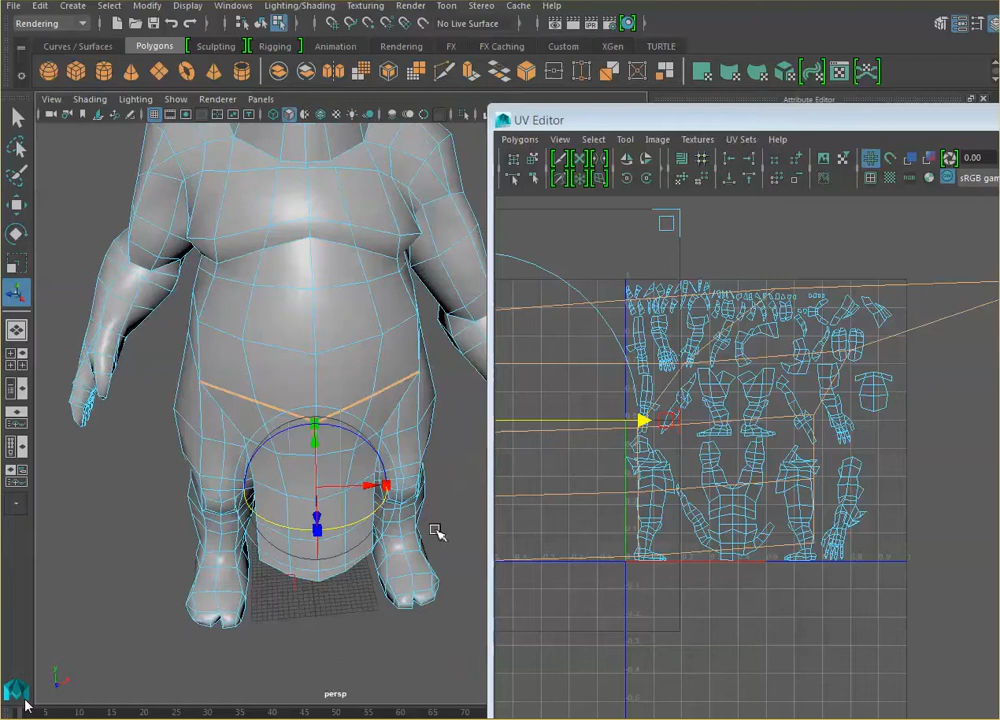 File Create Select Modify Display Windows Lighting/Shading Texturing Render Toon Stereo Cache Help
Rendering No Live Surface
Curves / Surfaces Polygons Sculpting Rigging Animation Rendering FX FX Caching Custom XGen TURTLE
View Shading Lighting Show Renderer Panels Attribute Editor
UV Editor
Polygons View Select Tool Image Textures UV Sets Help
0.00
sRGB gam
persp
5 10 15 20 25 30 35 40 45 50 55 60 65 70